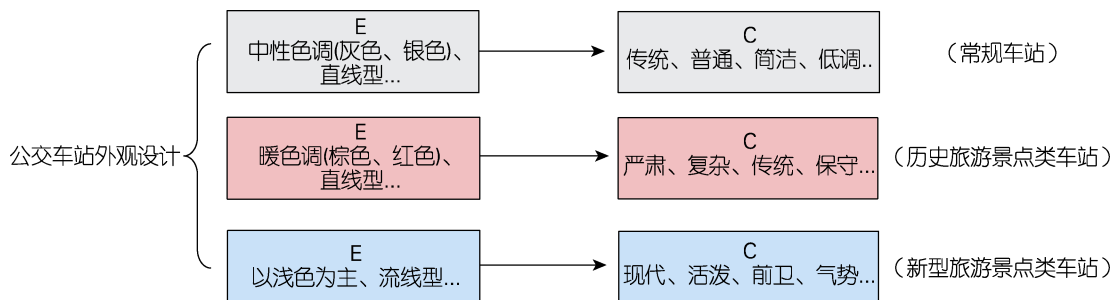 公交车站外观设计
E
中性色调(灰色、银色)、
直线型...
C
传统、普通、简洁、低调..
（常规车站）
E
暖色调(棕色、红色)、
直线型...
C
严肃、复杂、传统、保守...
（历史旅游景点类车站）
E
以浅色为主、流线型...
C
现代、活泼、前卫、气势...
（新型旅游景点类车站）